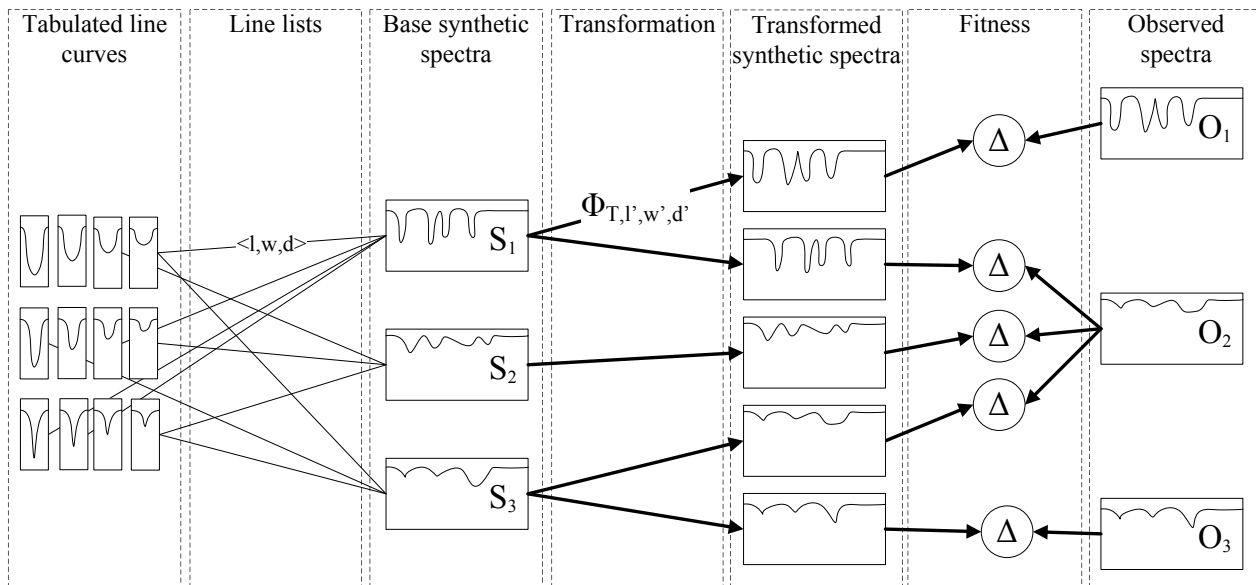 Tabulated line
curves
Line lists
Base synthetic
spectra
Transformation
Transformed
synthetic spectra
Fitness
Observed
spectra
<l,w,d>
S1
S2
S3
ΦT,l’,w’,d’
Δ
Δ
Δ
Δ
Δ
O1
O2
O3